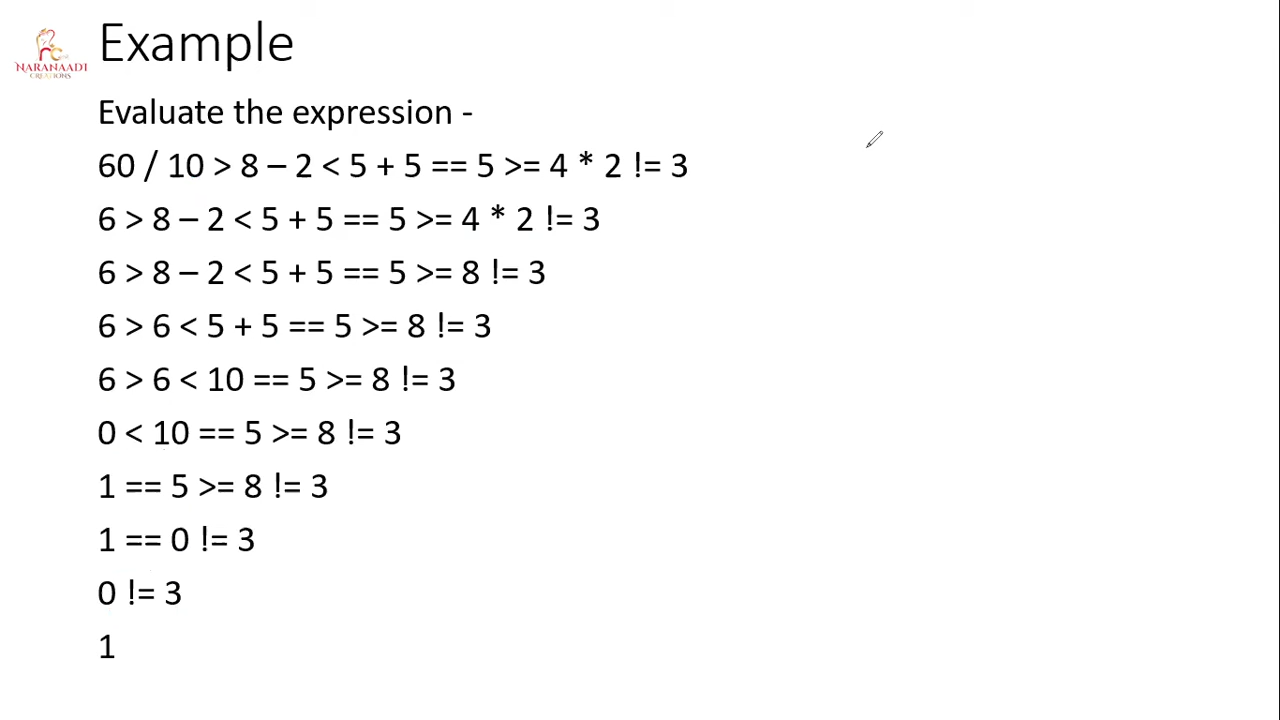 NARANAADI
CREATIONS
Example
Evaluate the expression -
60 / 10 > 8 – 2 < 5 + 5 == 5 >= 4 * 2 != 3
6 > 8 – 2 < 5 + 5 == 5 >= 4 * 2 != 3
6 > 8 – 2 < 5 + 5 == 5 >= 8 != 3
6 > 6 < 5 + 5 == 5 >= 8 != 3
6 > 6 < 10 == 5 >= 8 != 3
0 < 10 == 5 >= 8 != 3
1 == 5 >= 8 != 3
1 == 0 != 3
0 != 3
1